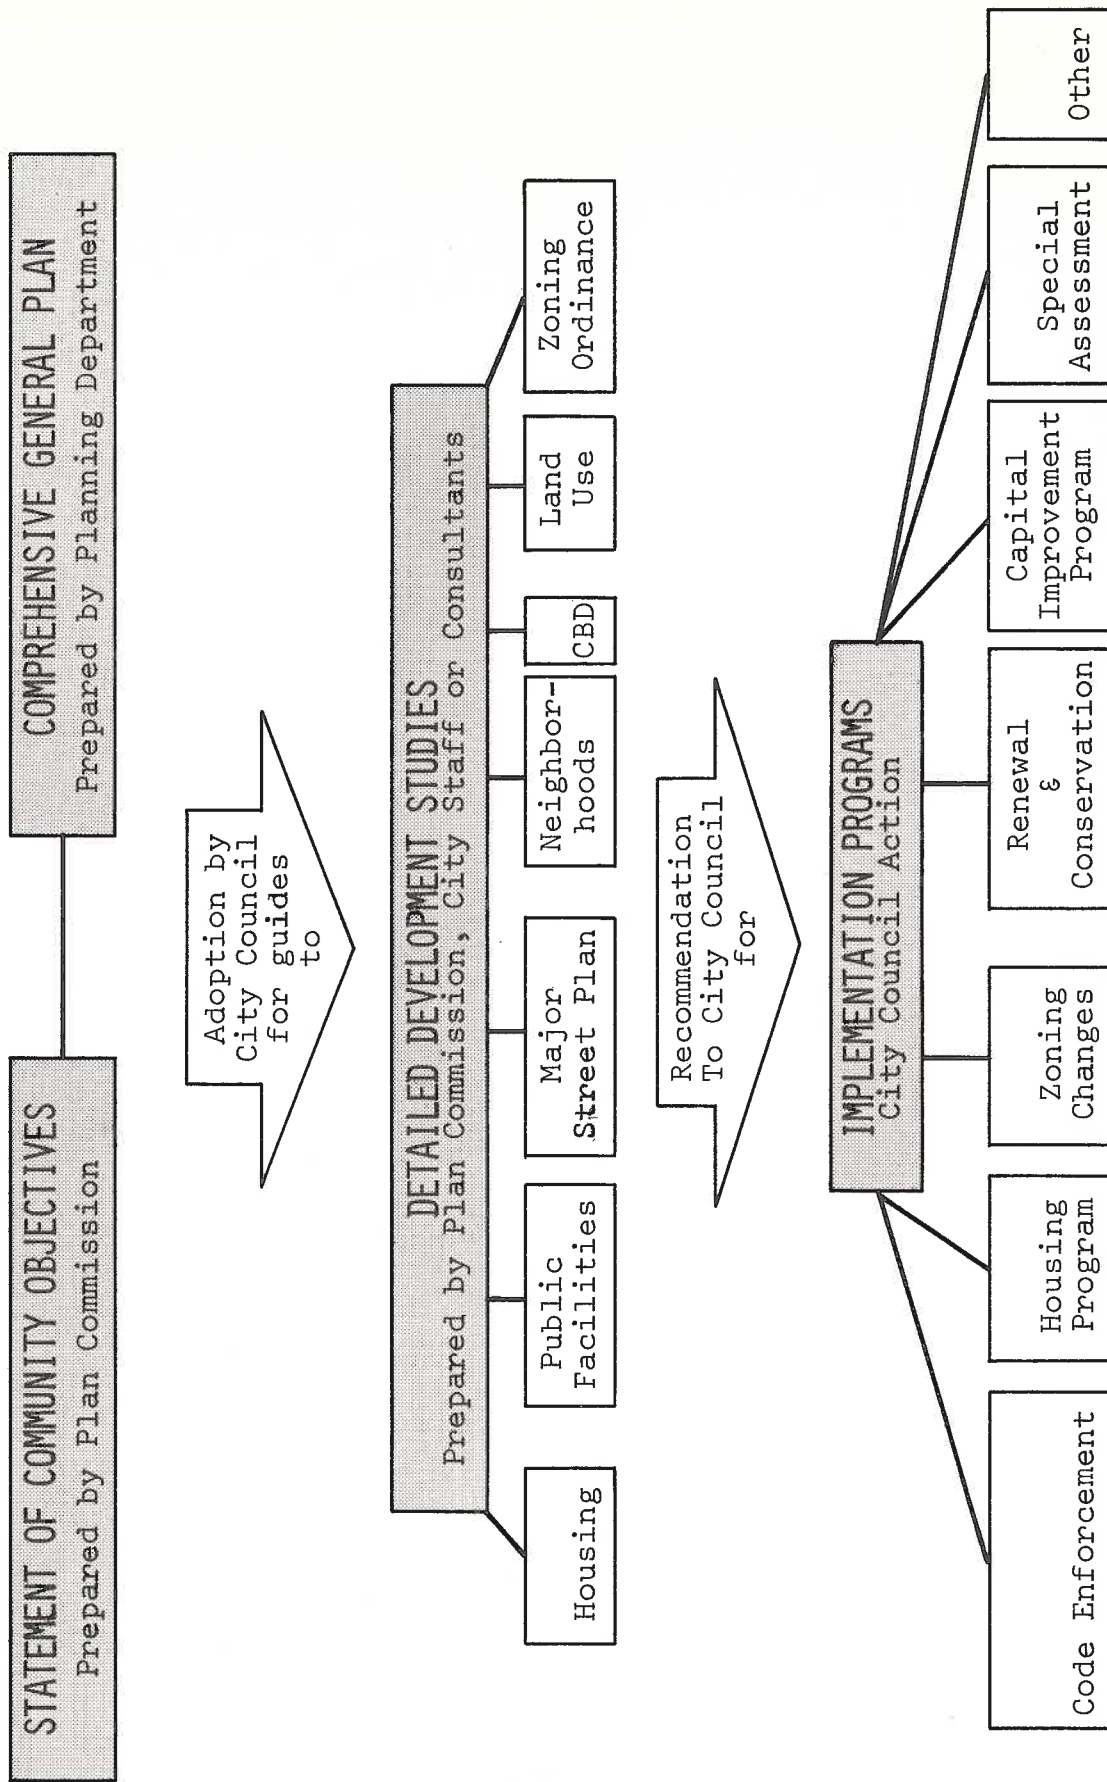 STATEMENT OF COMMUNITY OBJECTIVES
Prepared by Plan Commission
COMPREHENSIVE GENERAL PLAN
Prepared by Planning Department
Adoption by
City Council
for guides
to
DETAILED DEVELOPMENT STUDIES
Prepared by Plan Commission, City Staff or Consultants
Housing
Public
Facilities
Major
Street Plan
Neighbor-
hoods
CBD
Land
Use
Zoning
Ordinance
Recommendation
To City Council
for
IMPLEMENTATION PROGRAMS
City Council Action
Code Enforcement
Housing
Program
Zoning
Changes
Renewal
&
Conservation
Capital
Improvement
Program
Special
Assessment
Other